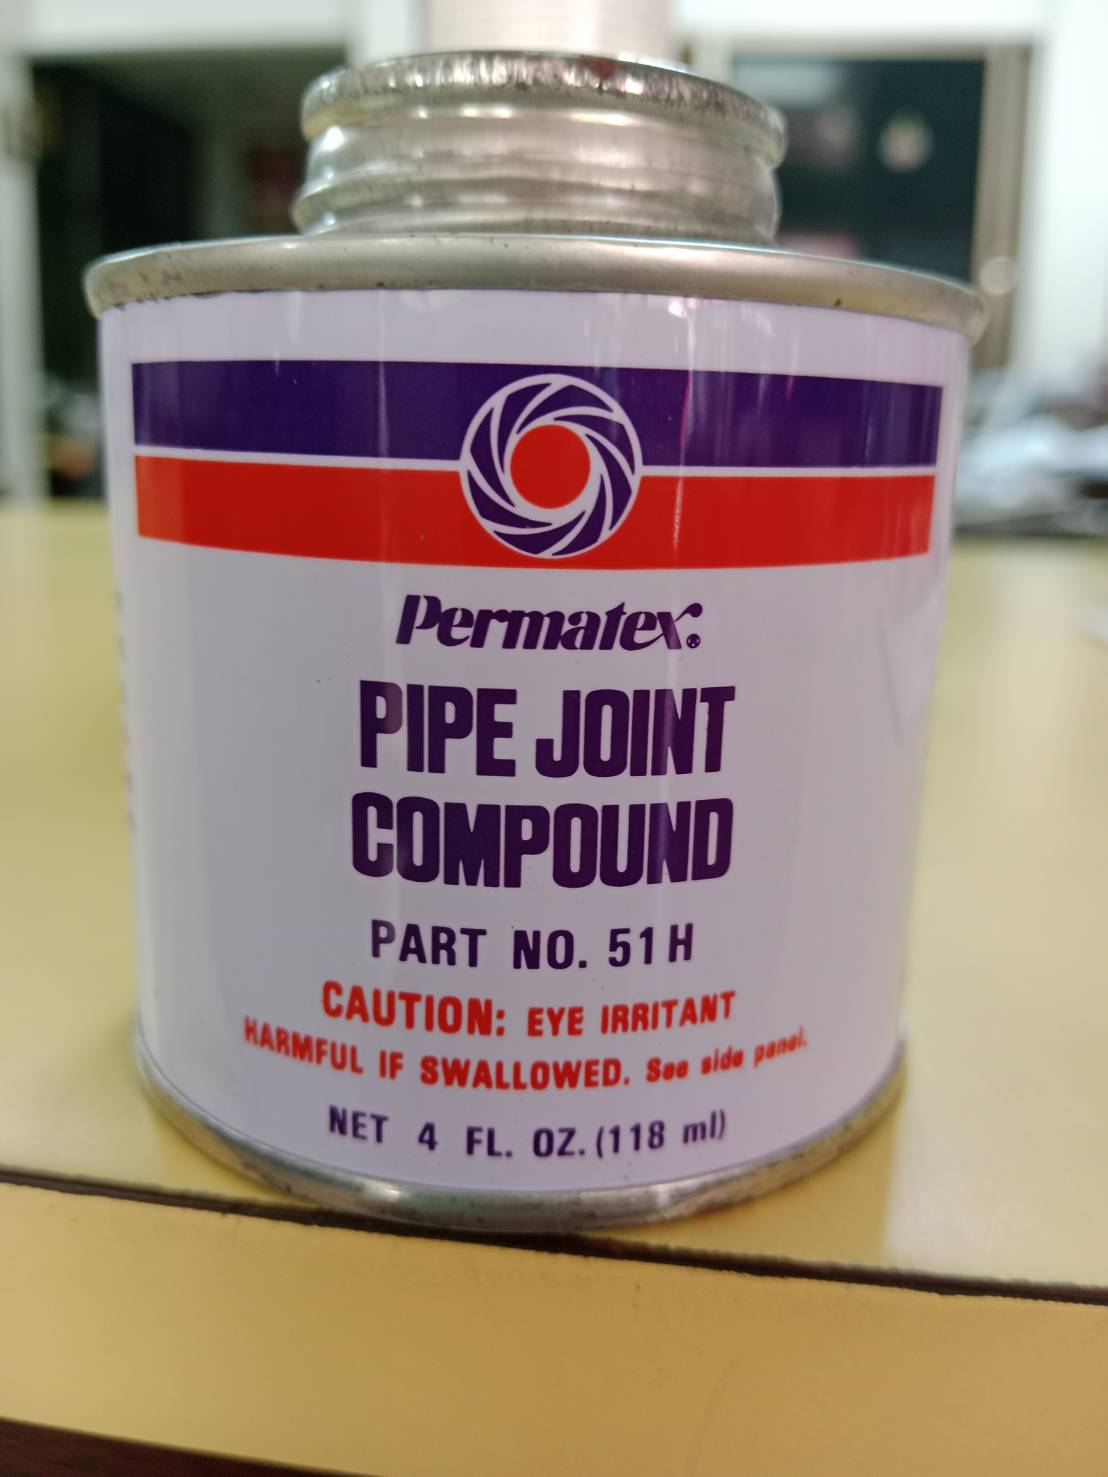 Permatex®
PIPE JOINT
COMPOUND
PART NO. 51H
CAUTION: EYE IRRITANT
HARMFUL IF SWALLOWED. See side panel.
NET 4 FL. OZ. (118 ml)